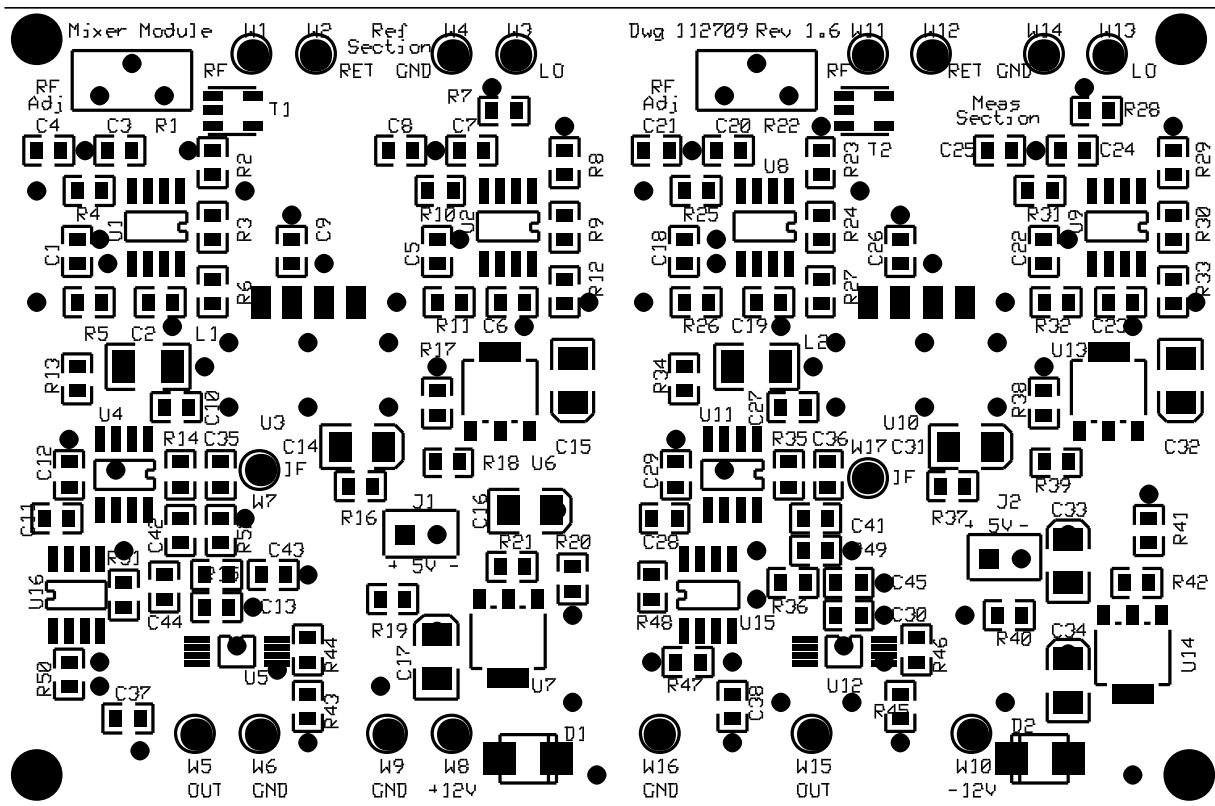 Mixer Module W1 W2 Ref Section W4 W3 Dwg 112709 Rev 1.6 W11 W12 W14 W13
RF RET GND LO RF RET GND LO
RF Adj R1 T1 R7 RF Adj R22 T2 Meas Section R28
C4 C3 C8 C7 C21 C20 C25 C24
R2 R8 U8 R23 R29
R4 R10 R25 R31
U1 R3 U2 R9 R24 U9 R30
C1 C9 C5 C18 C26 C22
R6 R12 R27 R33
R5 C2 L1 R11 C6 R26 C19 L2 R32 C23
R13 R17 R34 U13 R38
C10 C27
U4 U3 U11 U10
R14 C35 C14 C15 R35 C36 W17 C31 C32
C12 IF R18 U6 C29 IF R39
W7 R16 J1 C16 R37 J2 C33
C11 C42 C28 C41 + 5V - R41
R21 R20 R49
U16 C43 + 5V - R36 C45 R42
C44 C13 R48 U15 C30 R40
R19 C17 C34
R50 U5 R44 U7 R47 U12 R46 U14
C37 R43 C38 R45
D1 D2
W5 W6 W9 W8 W16 W15 W10
OUT GND GND +12V GND OUT -12V